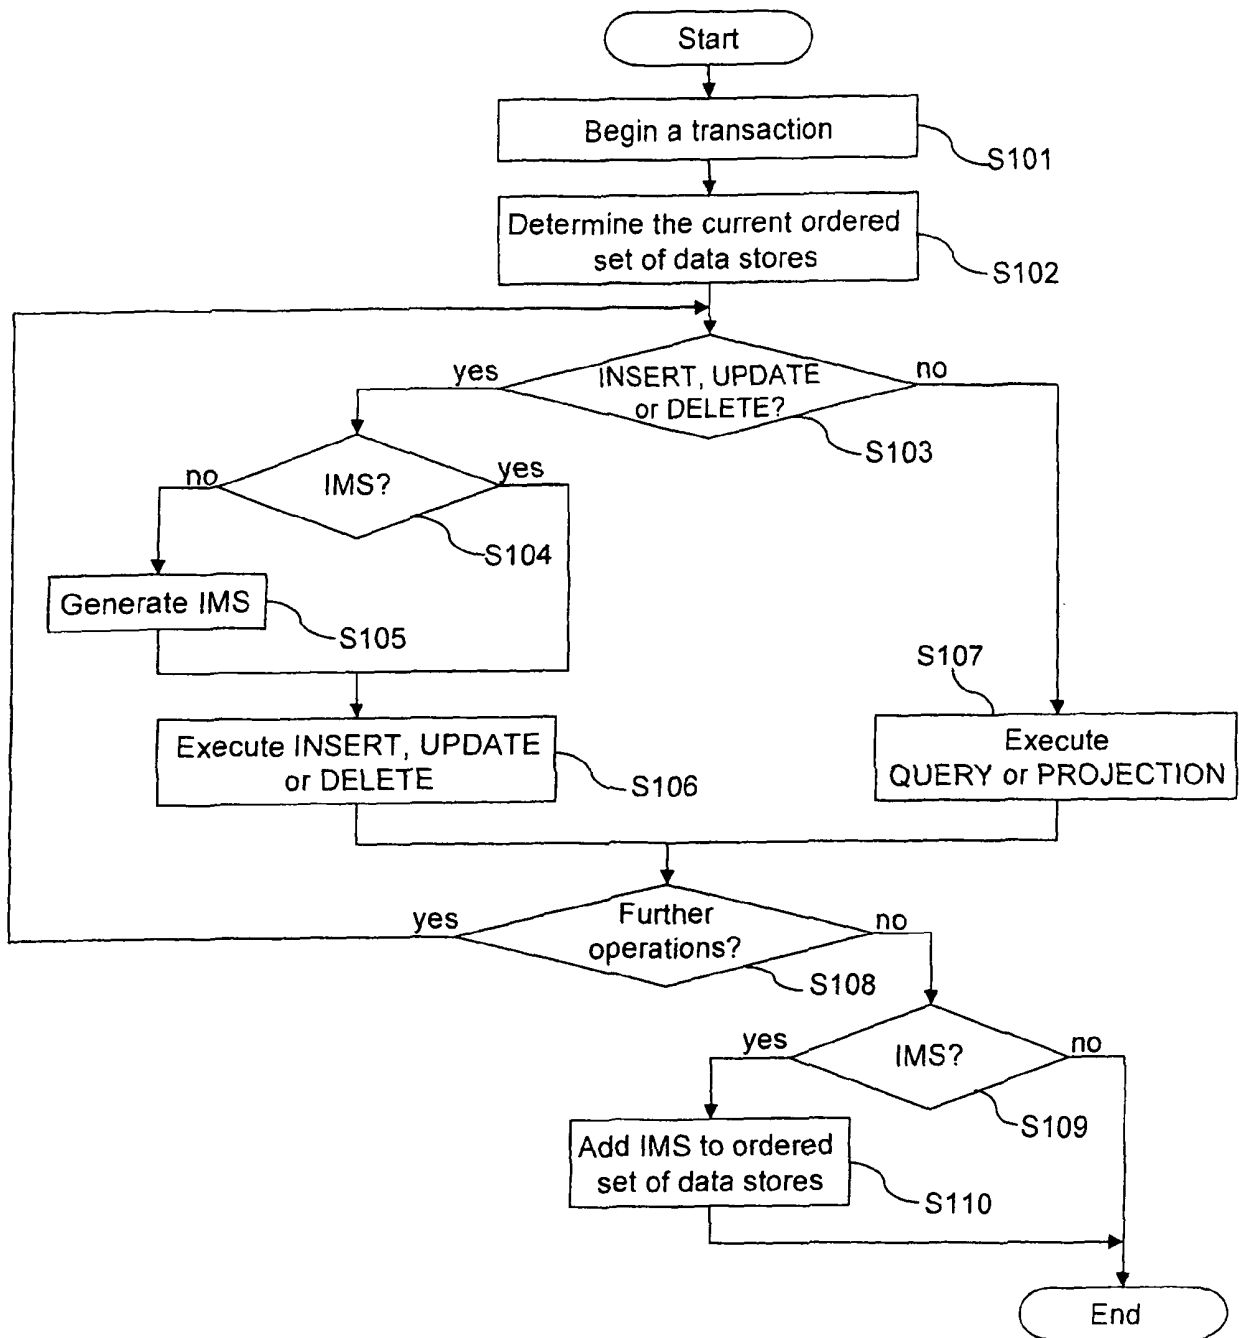 Start
Begin a transaction
S101
Determine the current ordered
set of data stores
S102
yes
INSERT, UPDATE
or DELETE?
no
S103
no
IMS?
yes
S104
Generate IMS
S105
S107
Execute INSERT, UPDATE
or DELETE
S106
Execute
QUERY or PROJECTION
yes
Further
operations?
no
S108
yes
IMS?
no
S109
Add IMS to ordered
set of data stores
S110
End